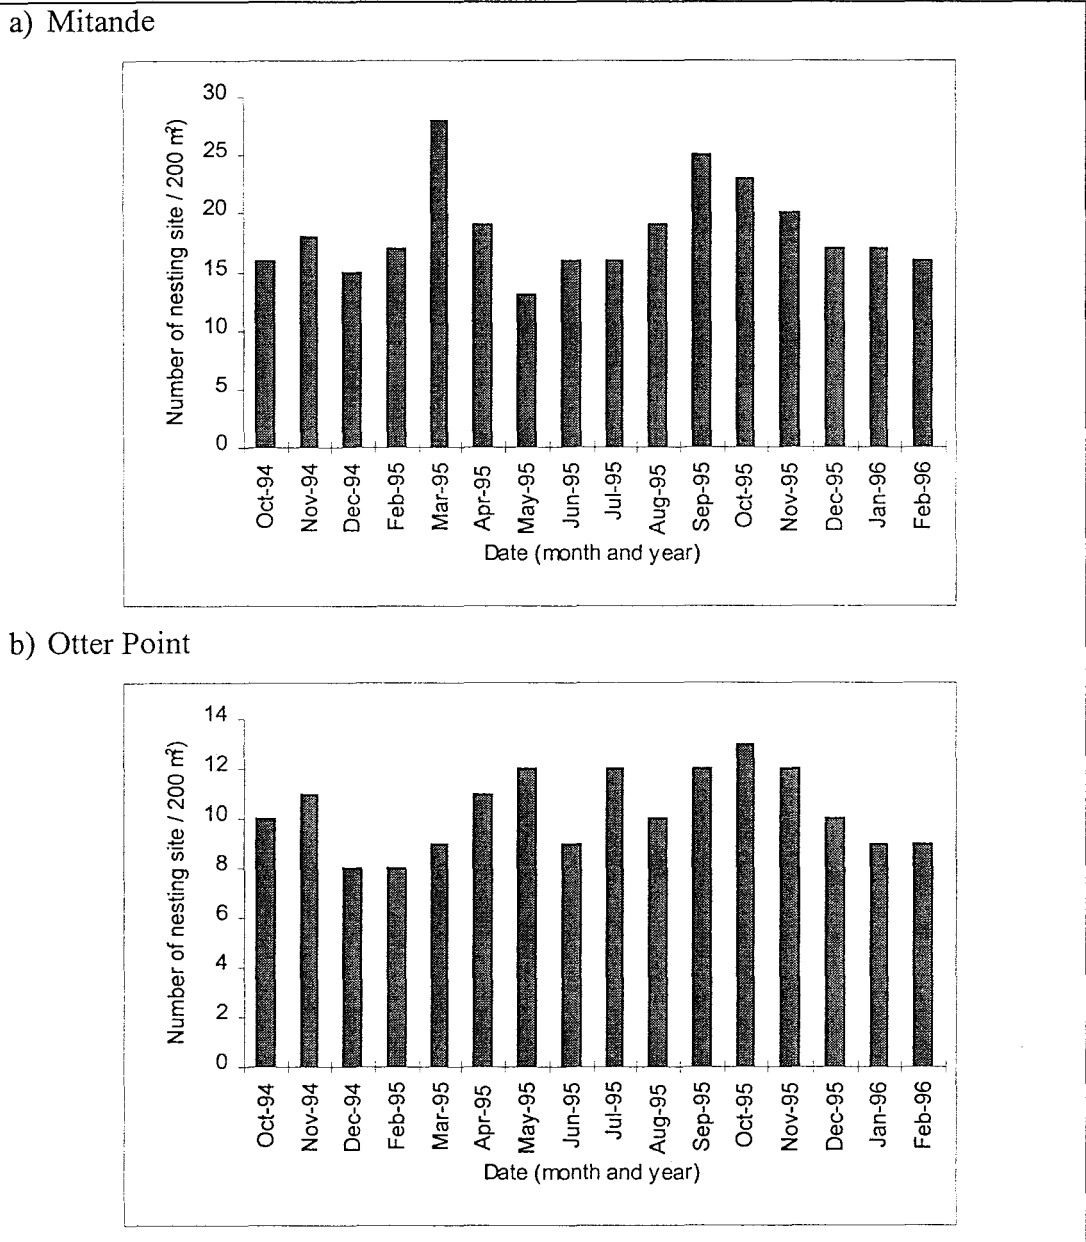 a) Mitande
Number of nesting site / 200 m²
30
25
20
15
10
5
0
Oct-94
Nov-94
Dec-94
Feb-95
Mar-95
Apr-95
May-95
Jun-95
Jul-95
Aug-95
Sep-95
Oct-95
Nov-95
Dec-95
Jan-96
Feb-96
Date (month and year)
b) Otter Point
Number of nesting site / 200 m²
14
12
10
8
6
4
2
0
Oct-94
Nov-94
Dec-94
Feb-95
Mar-95
Apr-95
May-95
Jun-95
Jul-95
Aug-95
Sep-95
Oct-95
Nov-95
Dec-95
Jan-96
Feb-96
Date (month and year)